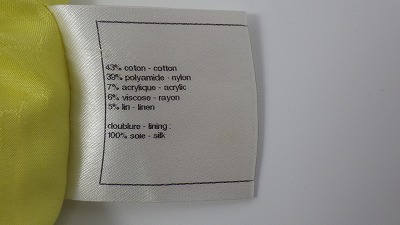 43% coton - cotton
39% polyamide - nylon
7% acrylique - acrylic
6% viscose - rayon
5% lin - linen
doublure - lining :
100% soie - silk